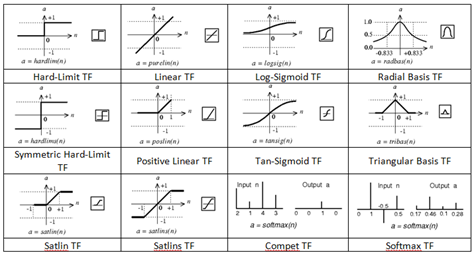 a
+1
n
0
-1
a = hardlim(n)
Hard-Limit TF
a
+1
n
0
-1
a = purelin(n)
Linear TF
a
+1
n
0
-1
a = logsig(n)
Log-Sigmoid TF
a
1.0
0.5
0.0
n
-0.833 +0.833
a = radbas(n)
Radial Basis TF
a
+1
n
0
-1
a = hardlims(n)
Symmetric Hard-Limit
TF
a
+1
n
0 1
-1
a = poslin(n)
Positive Linear TF
a
+1
n
0
-1
a = tansig(n)
Tan-Sigmoid TF
a
+1
n
-1 0 +1
-1
a = tribas(n)
Triangular Basis TF
a
+1
n
-1 0 +1
-1
a = satlin(n)
Satlin TF
a
+1
n
-1 0 +1
-1
a = satlins(n)
Satlins TF
Input n Output a
2 1 4 3 0 0 1 0
a = softmax(n)
Compet TF
Input n Output a
-0.5
0 1 0.5
0.17 0.46 0.1 0.28
a = softmax(n)
Softmax TF